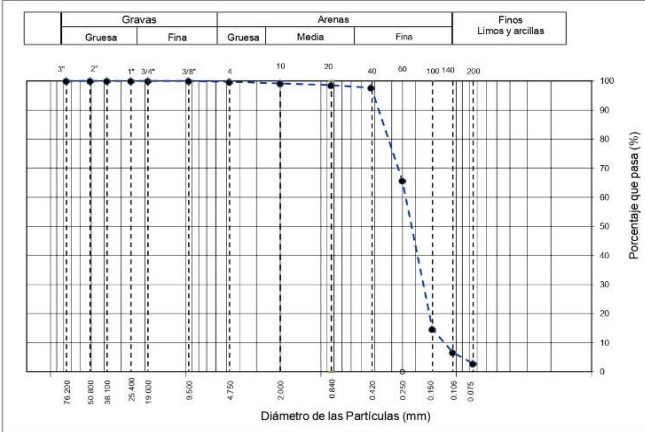 Gravas Arenas Finos
Limos y arcillas
Gruesa Fina Gruesa Media Fina
3" 2" 1" 3/4" 3/8" 4 10 20 40 60 100 140 200
100
90
80
70
60
50
40
30
20
10
0
Porcentaje que pasa (%)
76.200 50.800 38.100 25.400 19.000 9.500 4.750 2.000 0.840 0.420 0.250 0.150 0.106 0.075
Diámetro de las Partículas (mm)